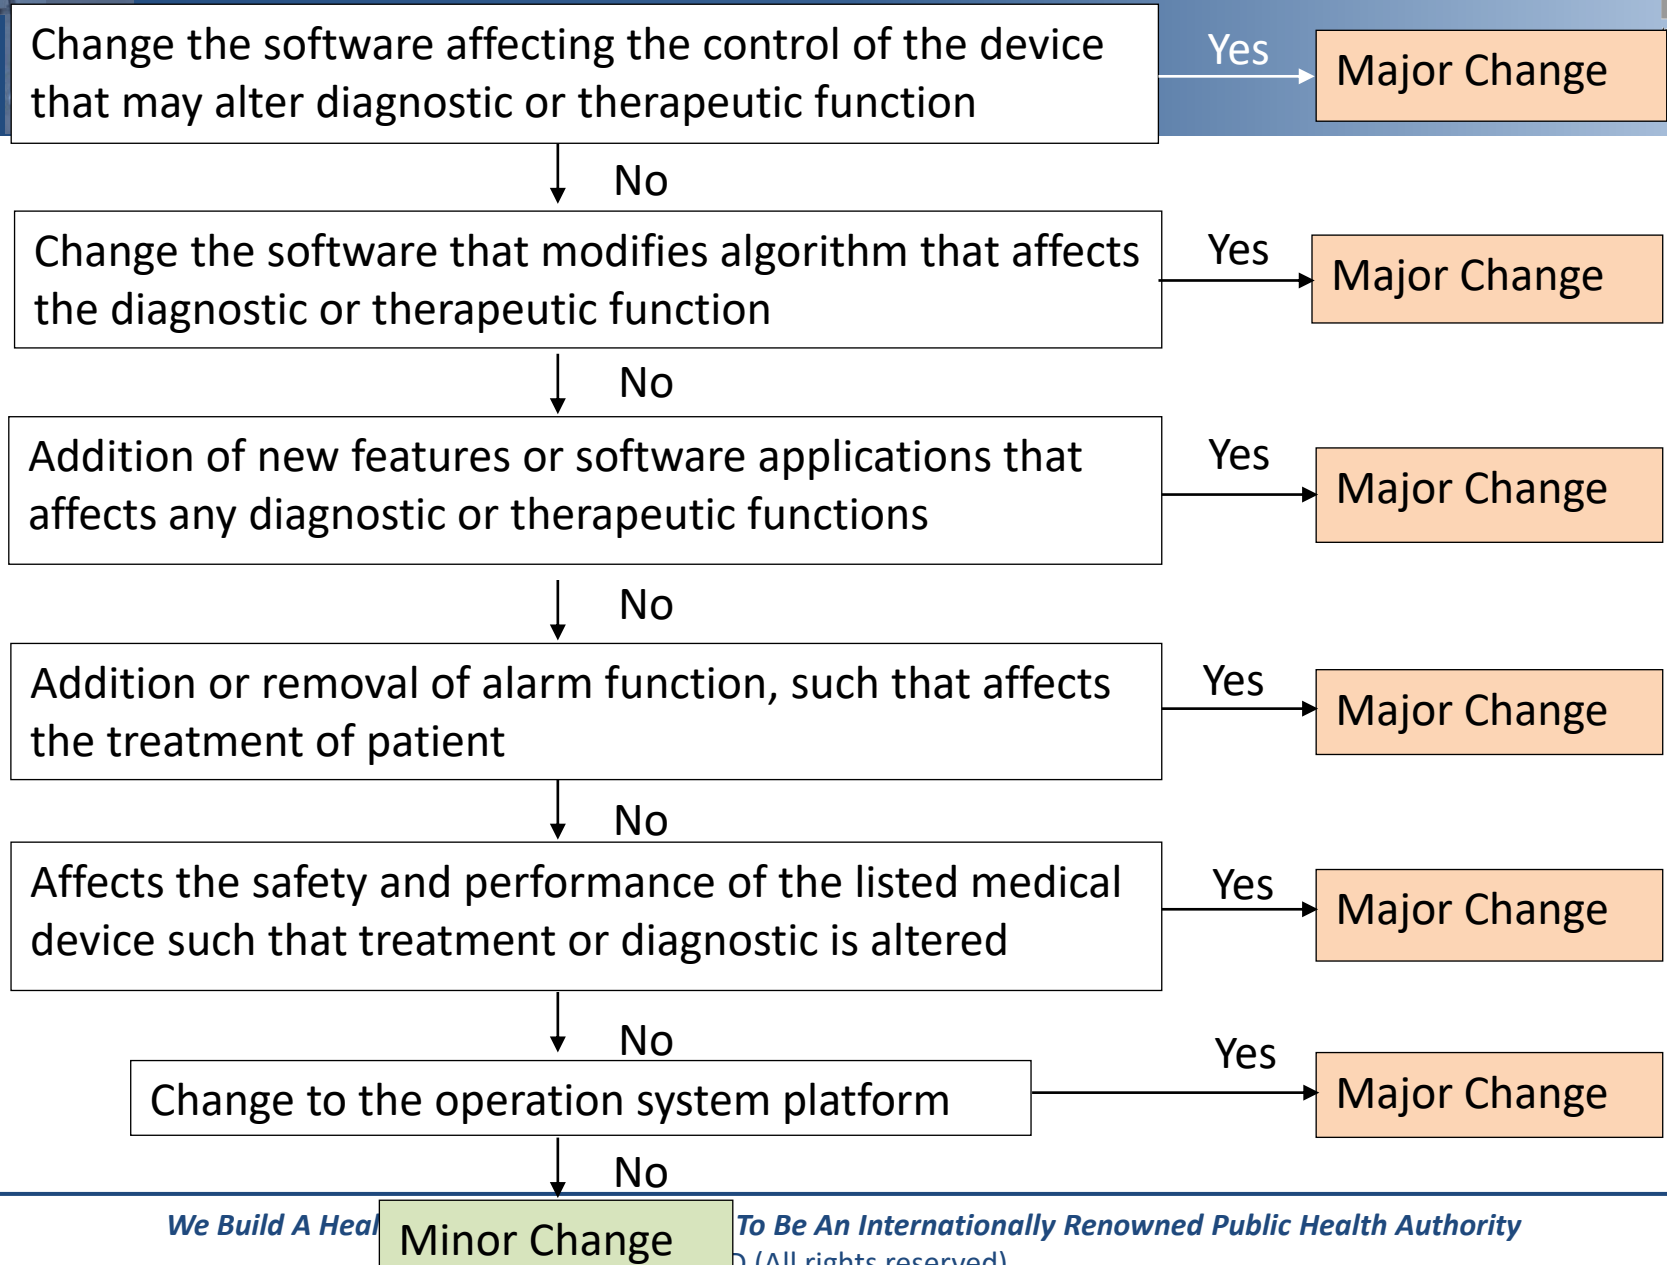 Change the software affecting the control of the device
that may alter diagnostic or therapeutic function
Yes
Major Change
No
Change the software that modifies algorithm that affects
the diagnostic or therapeutic function
Yes
Major Change
No
Addition of new features or software applications that
affects any diagnostic or therapeutic functions
Yes
Major Change
No
Addition or removal of alarm function, such that affects
the treatment of patient
Yes
Major Change
No
Affects the safety and performance of the listed medical
device such that treatment or diagnostic is altered
Yes
Major Change
No
Change to the operation system platform
Yes
Major Change
No
Minor Change
We Build A To Be An Internationally Renowned Public Health Authority
(All rights reserved)